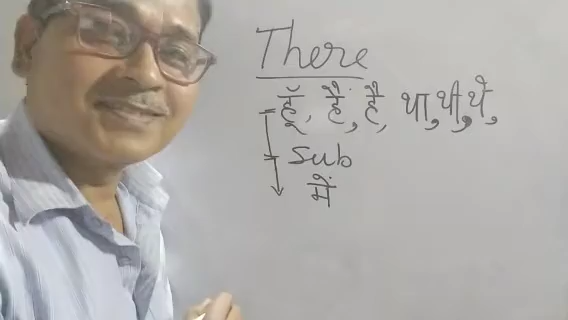 There
हूँ, हैं, है, था, थी, थे,
Sub
में